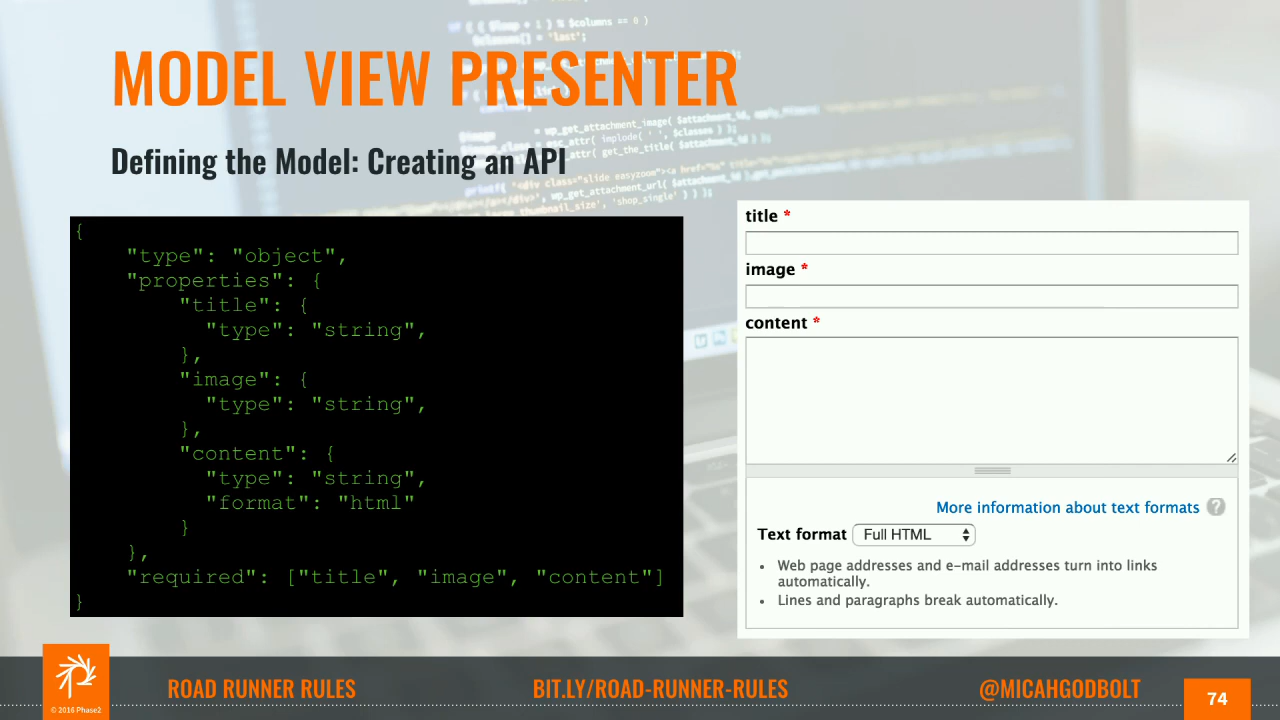 MODEL VIEW PRESENTER
Defining the Model: Creating an API
{
"type": "object",
"properties": {
"title": {
"type": "string",
},
"image": {
"type": "string",
},
"content": {
"type": "string",
"format": "html"
}
},
"required": ["title", "image", "content"]
}
title *
image *
content *
More information about text formats ?
Text format Full HTML
• Web page addresses and e-mail addresses turn into links
automatically.
• Lines and paragraphs break automatically.
© 2016 Phase2
ROAD RUNNER RULES
BIT.LY/ROAD-RUNNER-RULES
@MICAHGODBOLT
74